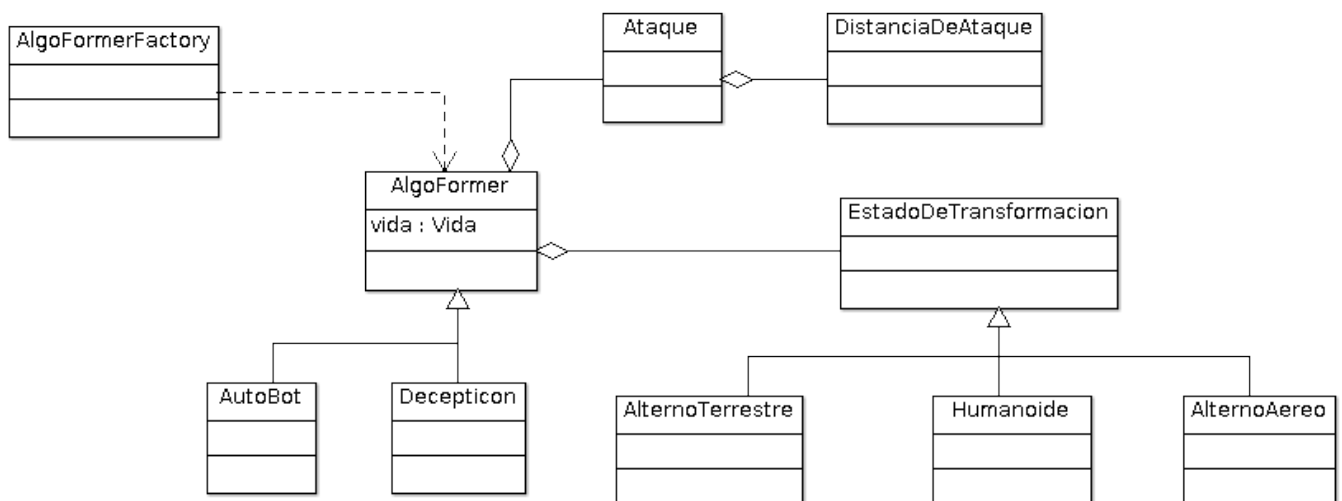 AlgoFormerFactory
Ataque
DistanciaDeAtaque
AlgoFormer
vida : Vida
EstadoDeTransformacion
AutoBot
Decepticon
AlternoTerrestre
Humanoide
AlternoAereo